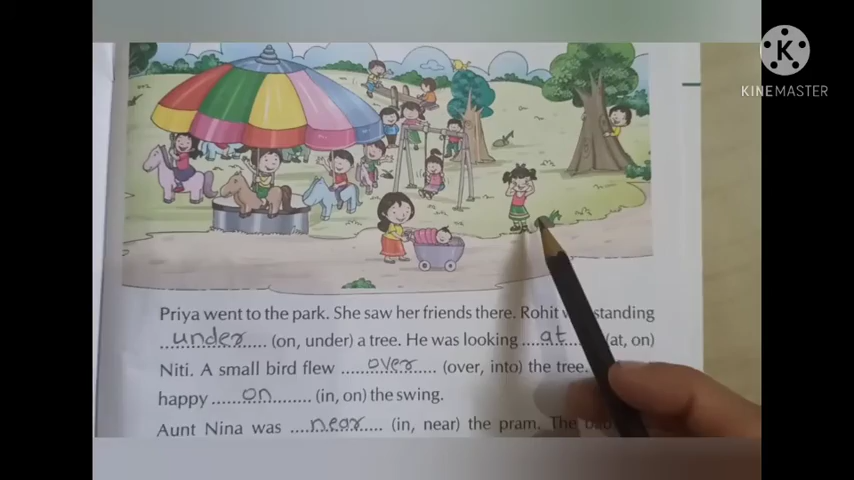 KINEMASTER
Priya went to the park. She saw her friends there. Rohit standing
under (on, under) a tree. He was looking at (at, on)
Niti. A small bird flew over (over, into) the tree.
happy on (in, on) the swing.
Aunt Nina was near (in, near) the pram. The